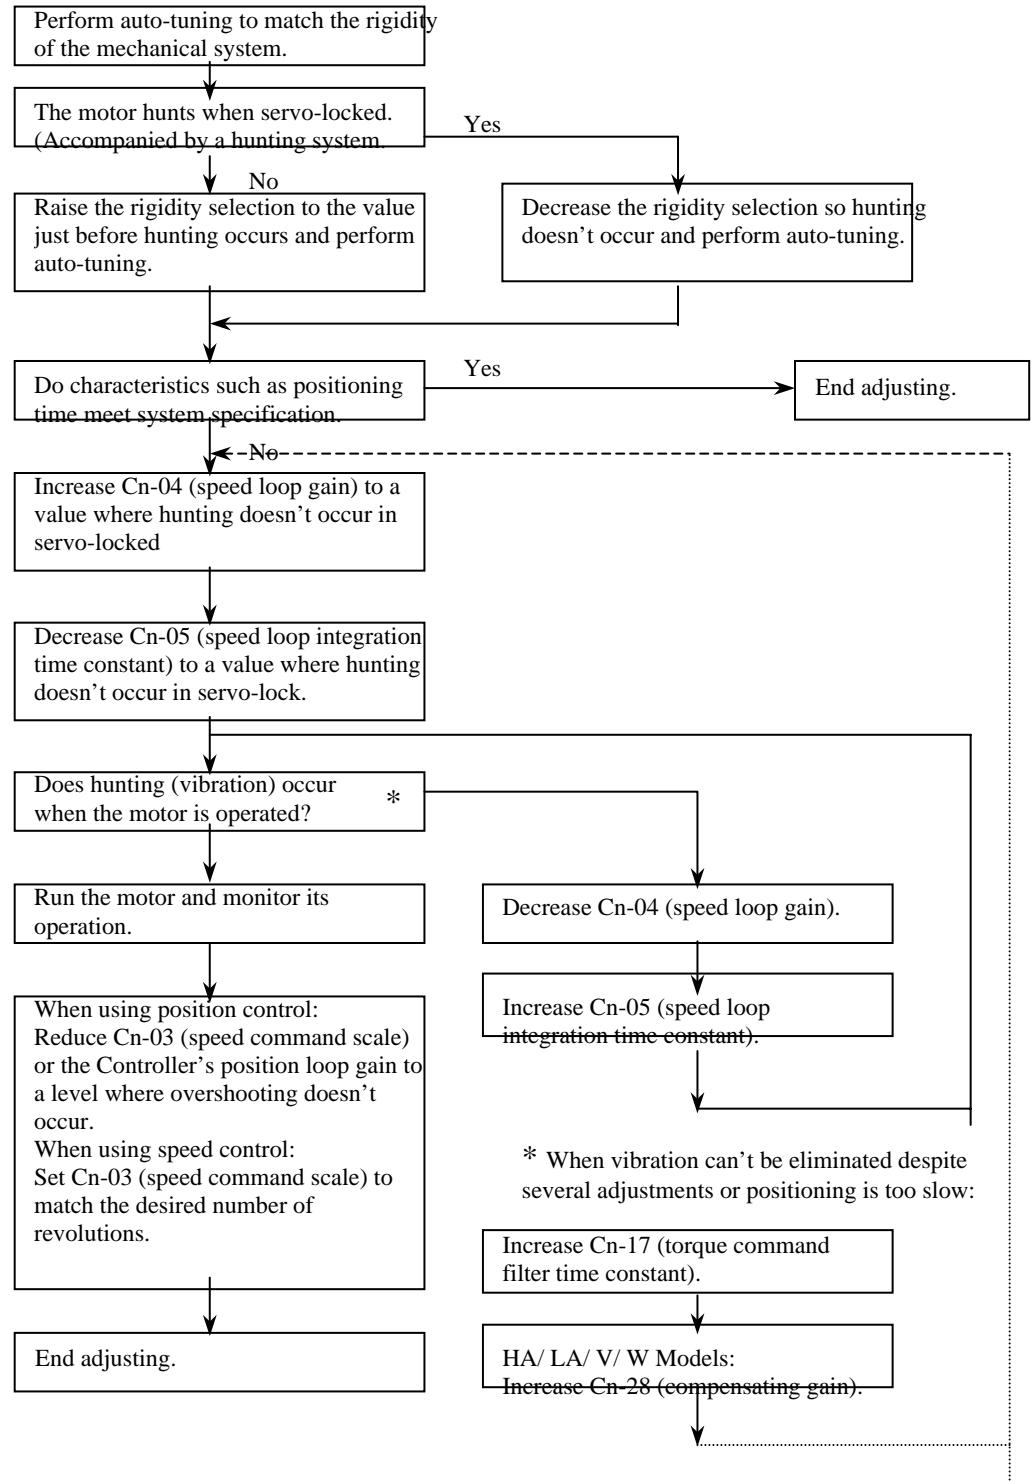 Perform auto-tuning to match the rigidity
of the mechanical system.
The motor hunts when servo-locked.
(Accompanied by a hunting system.
Yes
No
Raise the rigidity selection to the value
just before hunting occurs and perform
auto-tuning.
Decrease the rigidity selection so hunting
doesn't occur and perform auto-tuning.
Do characteristics such as positioning
time meet system specification.
Yes
End adjusting.
No
Increase Cn-04 (speed loop gain) to a
value where hunting doesn't occur in
servo-locked
Decrease Cn-05 (speed loop integration
time constant) to a value where hunting
doesn't occur in servo-lock.
Does hunting (vibration) occur
when the motor is operated? *
Run the motor and monitor its
operation.
Decrease Cn-04 (speed loop gain).
Increase Cn-05 (speed loop
integration time constant).
When using position control:
Reduce Cn-03 (speed command scale)
or the Controller's position loop gain to
a level where overshooting doesn't
occur.
When using speed control:
Set Cn-03 (speed command scale) to
match the desired number of
revolutions.
* When vibration can't be eliminated despite
several adjustments or positioning is too slow:
Increase Cn-17 (torque command
filter time constant).
End adjusting.
HA/ LA/ V/ W Models:
Increase Cn-28 (compensating gain).